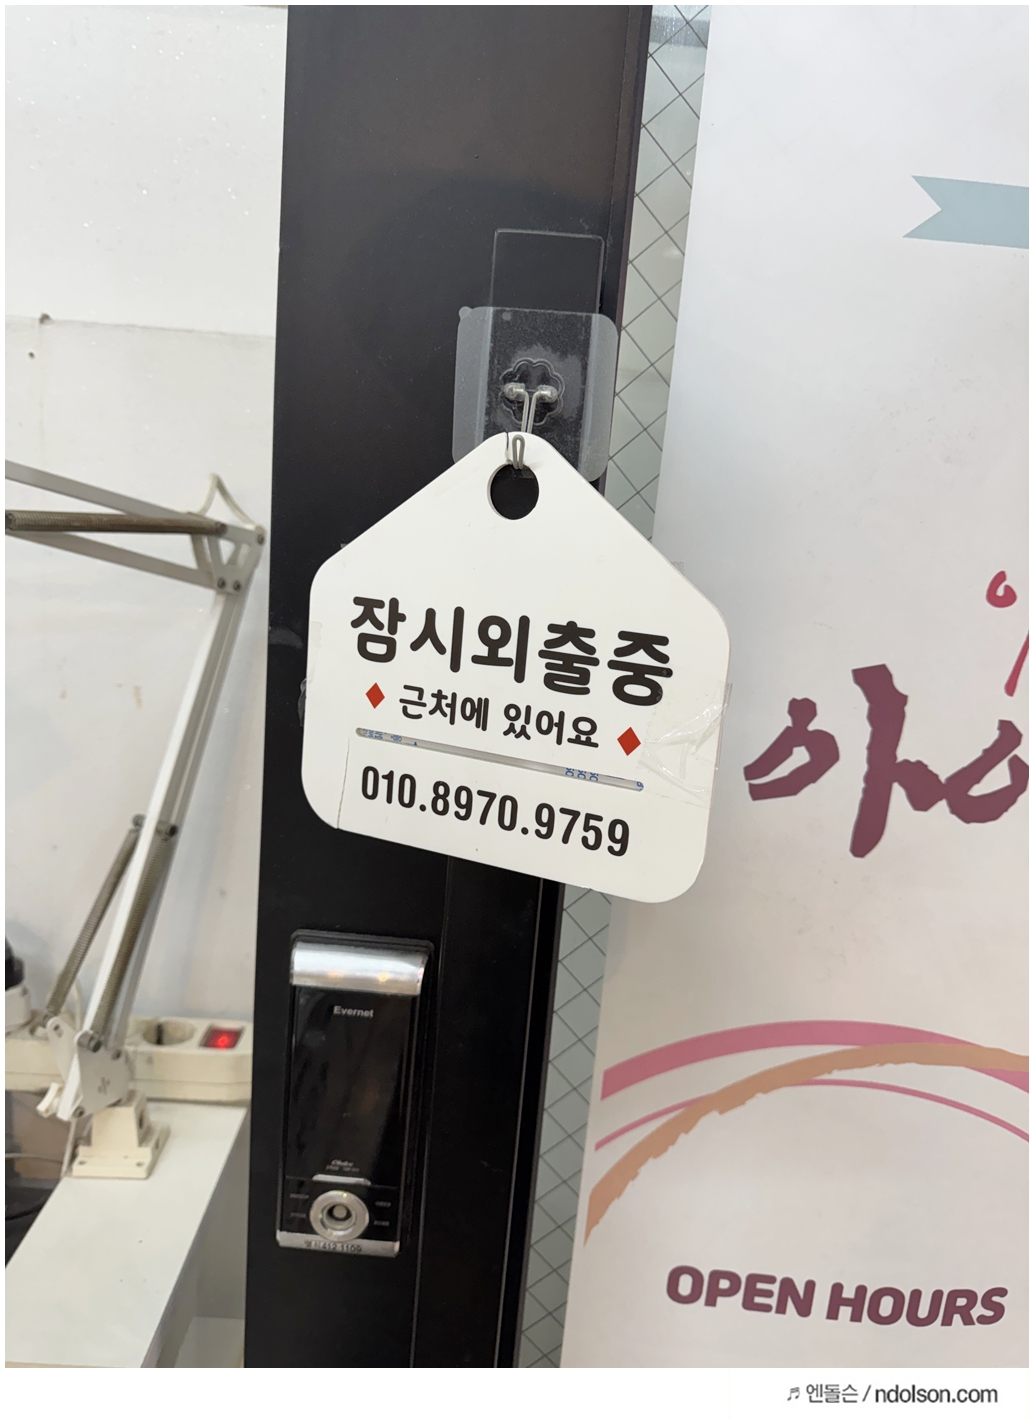 잠시외출중
근처에 있어요
010.8970.9759
Evernet
OPEN HOURS
엔돌슨 / ndolson.com